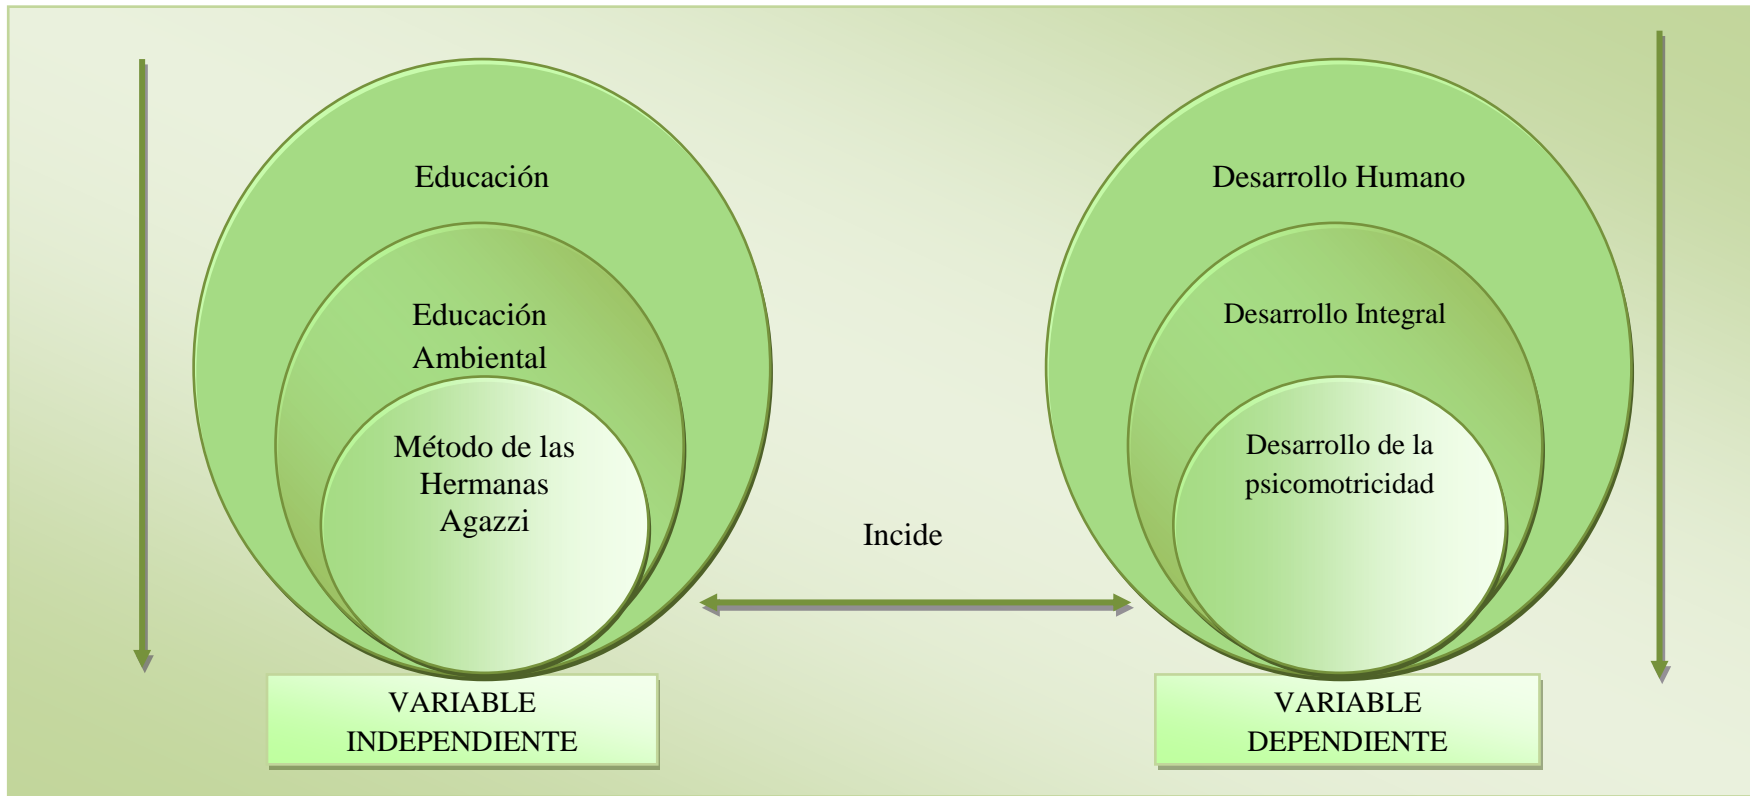 Educación
Educación
Ambiental
Método de las
Hermanas
Agazzi
VARIABLE
INDEPENDIENTE
Incide
Desarrollo Humano
Desarrollo Integral
Desarrollo de la
psicomotricidad
VARIABLE
DEPENDIENTE